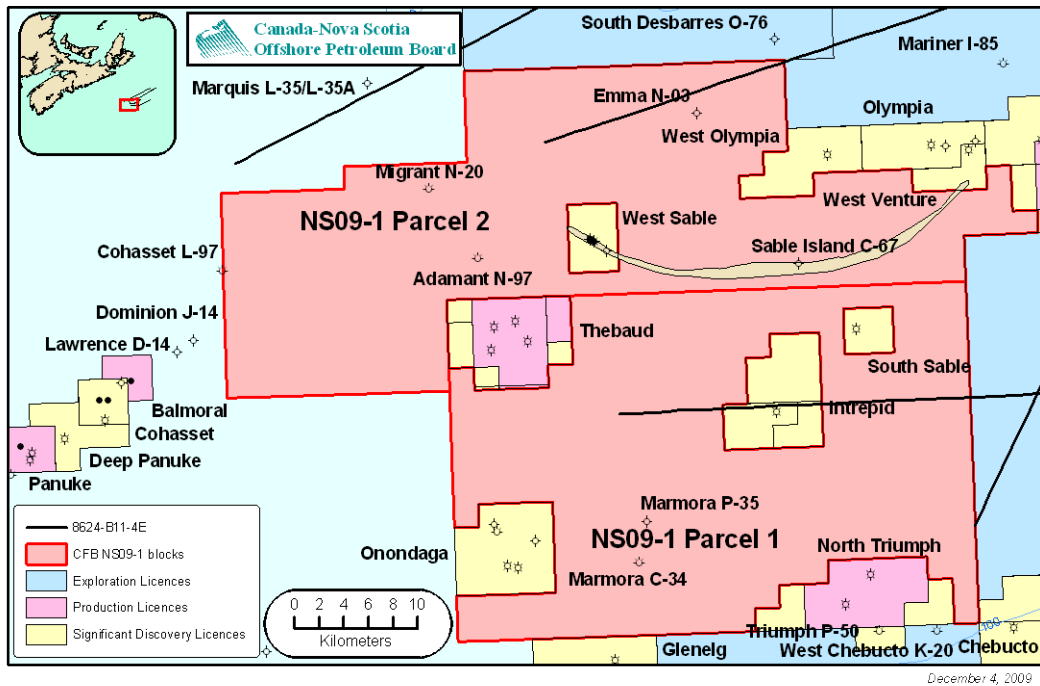 Canada-Nova Scotia
Offshore Petroleum Board
South Desbarres O-76
Mariner I-85
Marquis L-35/L-35A
Emma N-03
Olympia
West Olympia
Migrant N-20
NS09-1 Parcel 2
West Sable
West Venture
Cohasset L-97
Sable Island C-67
Adamant N-97
Dominion J-14
Thebaud
Lawrence D-14
South Sable
Balmoral
Intrepid
Cohasset
Deep Panuke
Panuke
Marmora P-35
NS09-1 Parcel 1
North Triumph
Onondaga
Marmora C-34
8624-B11-4E
CFB NS09-1 blocks
Exploration Licences
Production Licences
Significant Discovery Licences
0 2 4 6 8 10
Kilometers
Triumph P-50
100
Glenelg
West Chebucto K-20
Chebucto
December 4, 2009